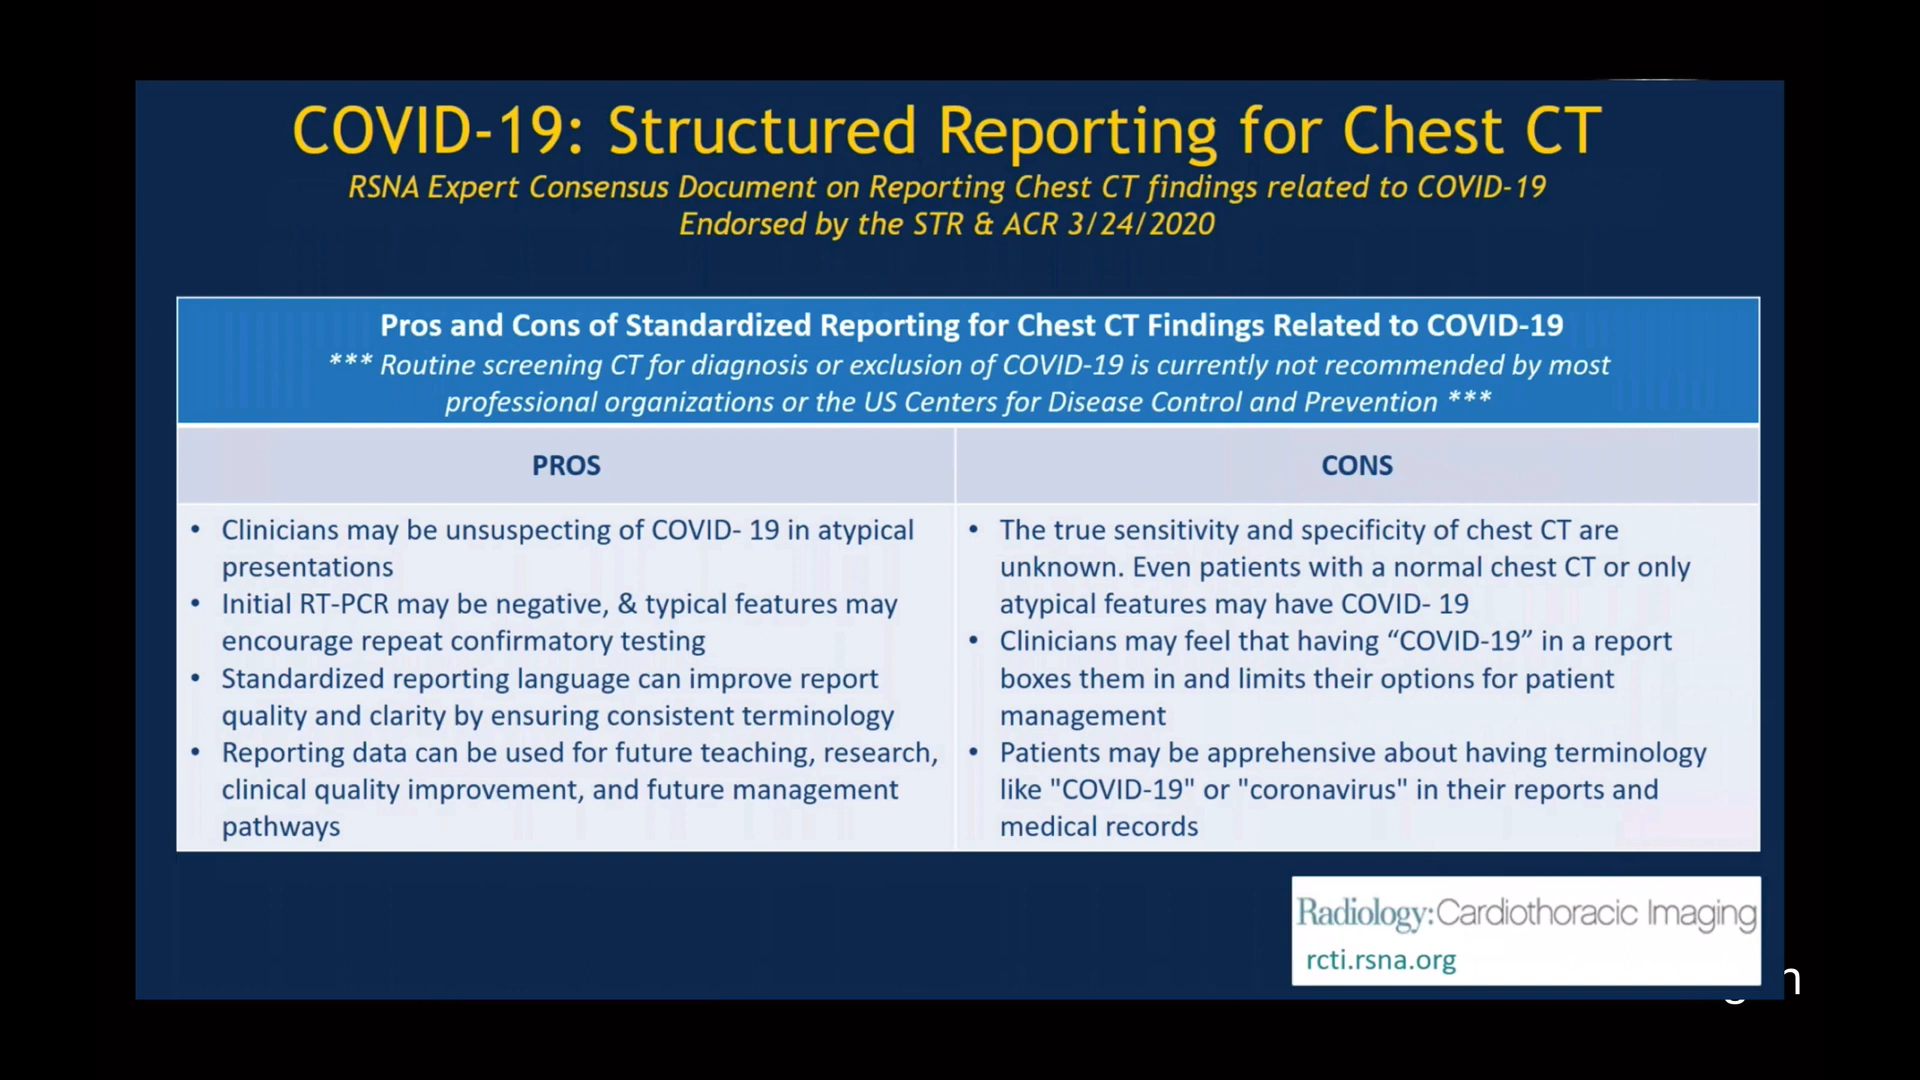 COVID-19: Structured Reporting for Chest CT
RSNA Expert Consensus Document on Reporting Chest CT findings related to COVID-19
Endorsed by the STR & ACR 3/24/2020
Pros and Cons of Standardized Reporting for Chest CT Findings Related to COVID-19
*** Routine screening CT for diagnosis or exclusion of COVID-19 is currently not recommended by most
professional organizations or the US Centers for Disease Control and Prevention ***
PROS
• Clinicians may be unsuspecting of COVID- 19 in atypical
presentations
• Initial RT-PCR may be negative, & typical features may
encourage repeat confirmatory testing
• Standardized reporting language can improve report
quality and clarity by ensuring consistent terminology
• Reporting data can be used for future teaching, research,
clinical quality improvement, and future management
pathways
CONS
• The true sensitivity and specificity of chest CT are
unknown. Even patients with a normal chest CT or only
atypical features may have COVID- 19
• Clinicians may feel that having “COVID-19” in a report
boxes them in and limits their options for patient
management
• Patients may be apprehensive about having terminology
like "COVID-19" or "coronavirus" in their reports and
medical records
Radiology: Cardiothoracic Imaging
rcti.rsna.org